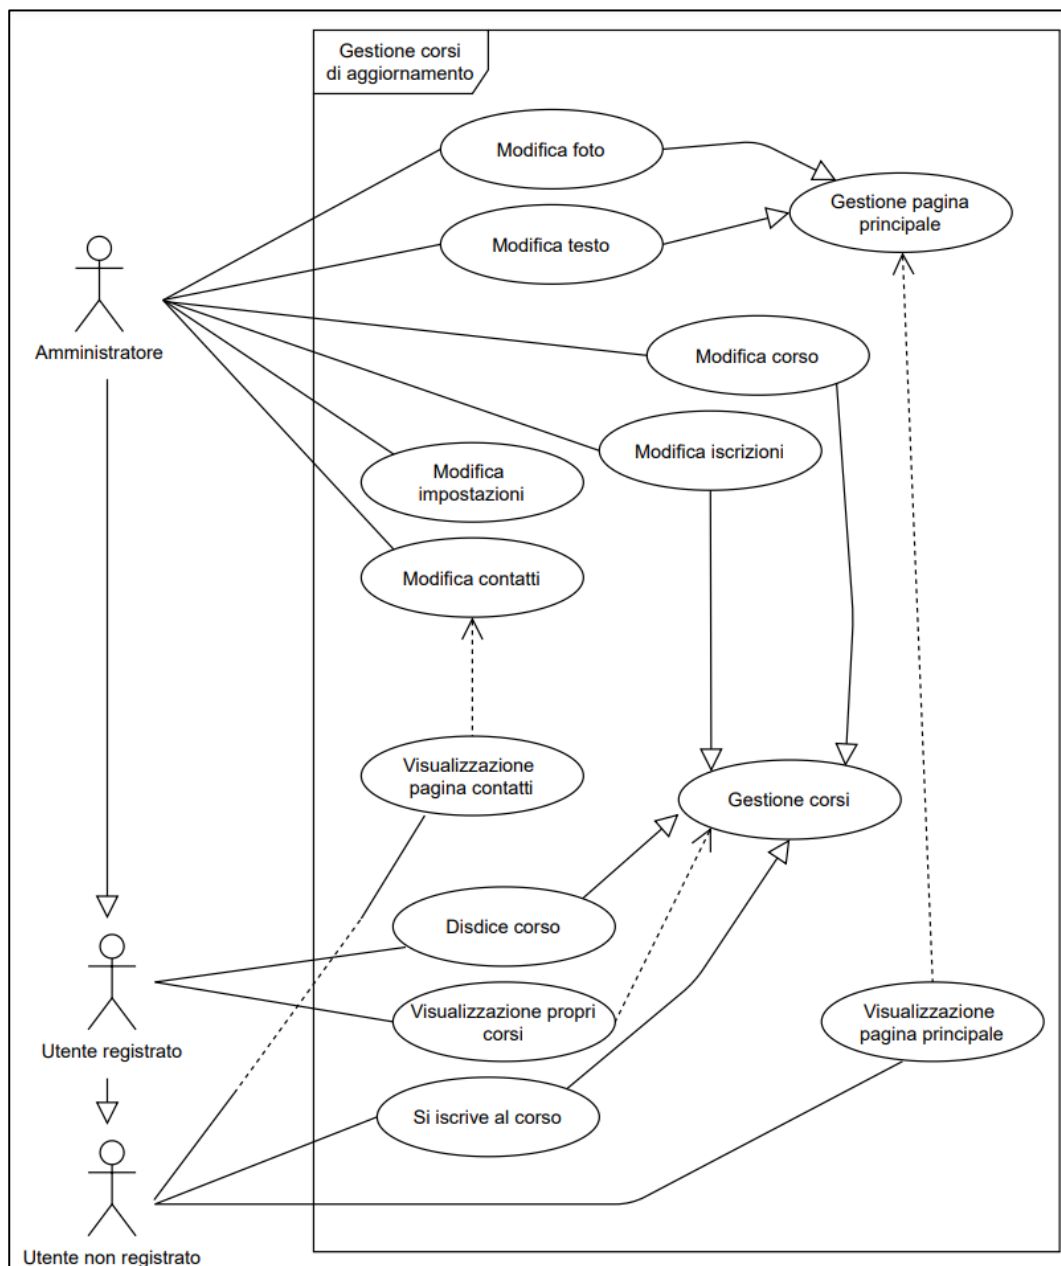 Gestione corsi
di aggiornamento
Modifica foto
Gestione pagina
principale
Modifica testo
Amministratore
Modifica corso
Modifica iscrizioni
Modifica
impostazioni
Modifica contatti
Visualizzazione
pagina contatti
Gestione corsi
Disdice corso
Visualizzazione propri
corsi
Visualizzazione
pagina principale
Utente registrato
Si iscrive al corso
Utente non registrato